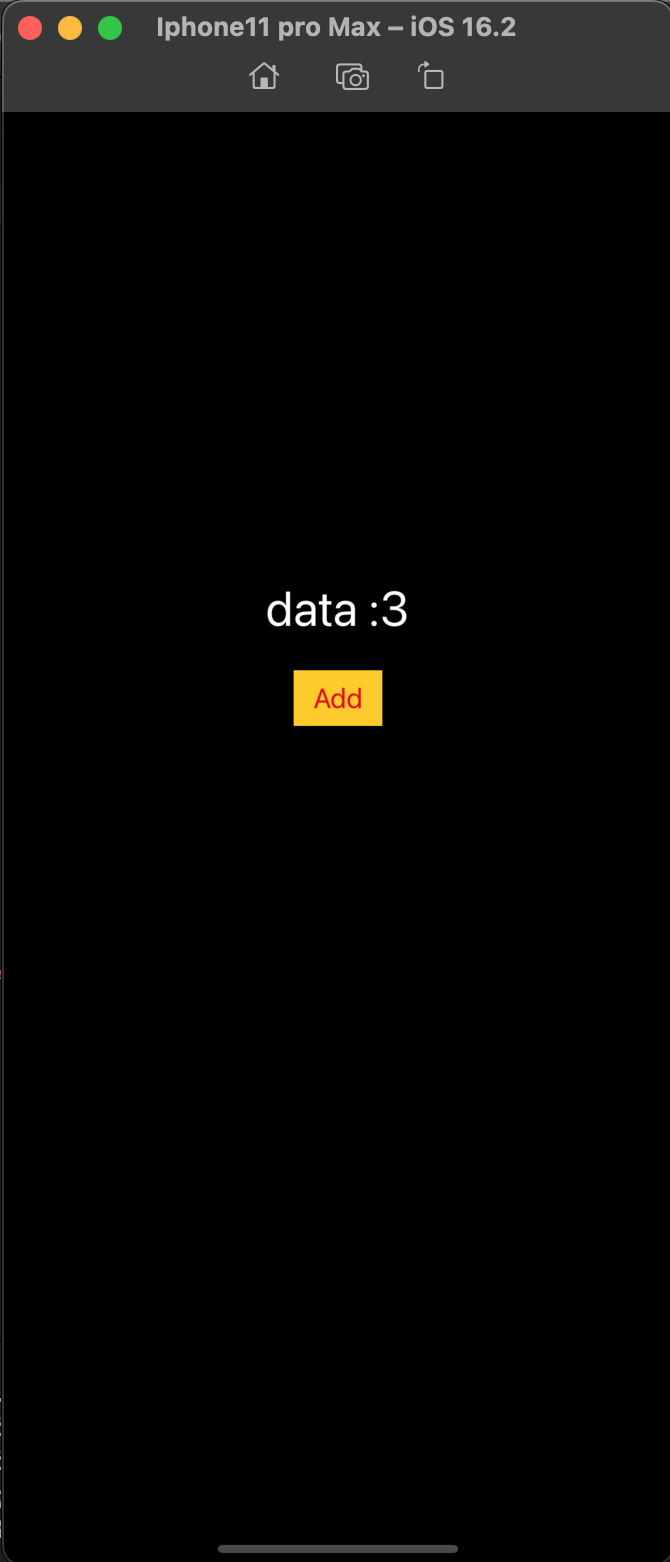 Iphone11 pro Max – iOS 16.2
data :3
Add